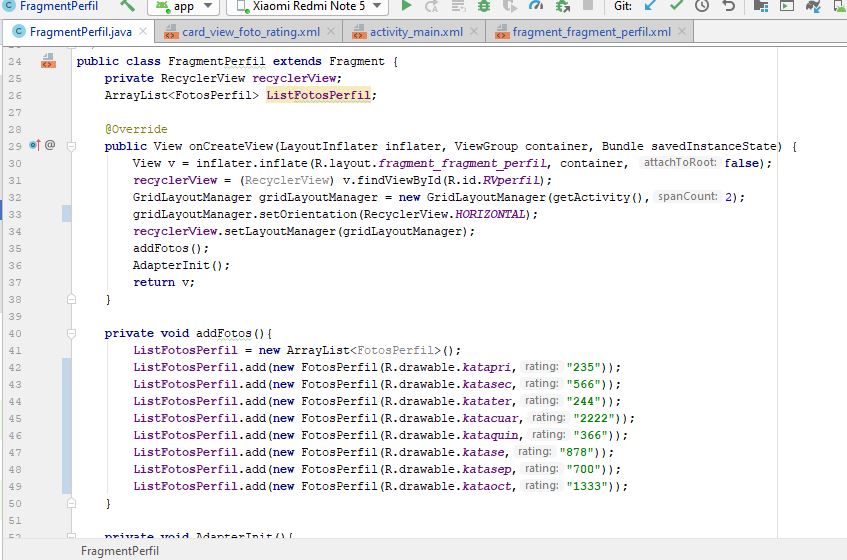 FragmentPerfil app Xiaomi Redmi Note 5 Git:
FragmentPerfil.java card_view_foto_rating.xml activity_main.xml fragment_fragment_perfil.xml
24 public class FragmentPerfil extends Fragment {
25 private RecyclerView recyclerView;
26 ArrayList<FotosPerfil> ListFotosPerfil;
27
28 @Override
29 public View onCreateView(LayoutInflater inflater, ViewGroup container, Bundle savedInstanceState) {
30 View v = inflater.inflate(R.layout.fragment_fragment_perfil, container, attachToRoot: false);
31 recyclerView = (RecyclerView) v.findViewById(R.id.RVperfil);
32 GridLayoutManager gridLayoutManager = new GridLayoutManager(getActivity(), spanCount: 2);
33 gridLayoutManager.setOrientation(RecyclerView.HORIZONTAL);
34 recyclerView.setLayoutManager(gridLayoutManager);
35 addFotos();
36 AdapterInit();
37 return v;
38 }
39
40 private void addFotos(){
41 ListFotosPerfil = new ArrayList<FotosPerfil>();
42 ListFotosPerfil.add(new FotosPerfil(R.drawable.katapri, rating: "235"));
43 ListFotosPerfil.add(new FotosPerfil(R.drawable.katasec, rating: "566"));
44 ListFotosPerfil.add(new FotosPerfil(R.drawable.katater, rating: "244"));
45 ListFotosPerfil.add(new FotosPerfil(R.drawable.katacuar, rating: "2222"));
46 ListFotosPerfil.add(new FotosPerfil(R.drawable.kataquin, rating: "366"));
47 ListFotosPerfil.add(new FotosPerfil(R.drawable.katase, rating: "878"));
48 ListFotosPerfil.add(new FotosPerfil(R.drawable.katasep, rating: "700"));
49 ListFotosPerfil.add(new FotosPerfil(R.drawable.kataoct, rating: "1333"));
50 }
51
52 private void AdapterInit(){
FragmentPerfil